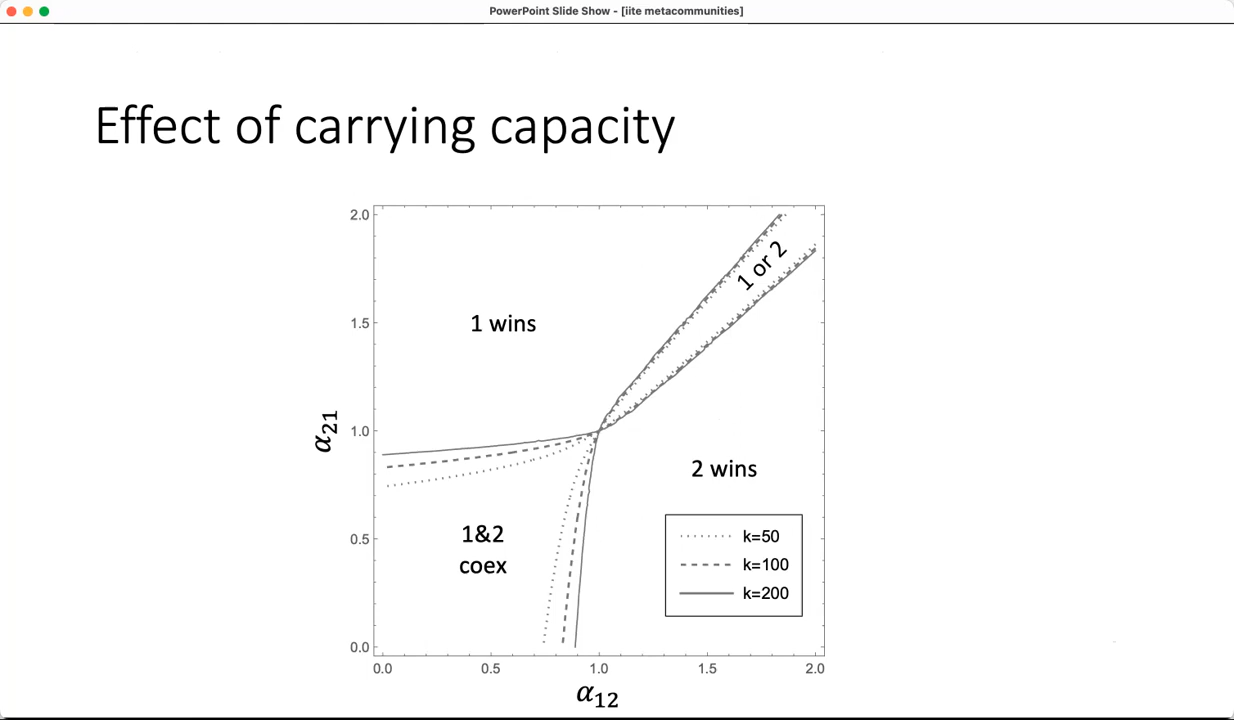 PowerPoint Slide Show - [iite metacommunities]
Effect of carrying capacity
2.0
1.5
1.0
0.5
0.0
α21
1 wins
1 or 2
2 wins
1&2
coex
k=50
k=100
k=200
0.0 0.5 1.0 1.5 2.0
α12